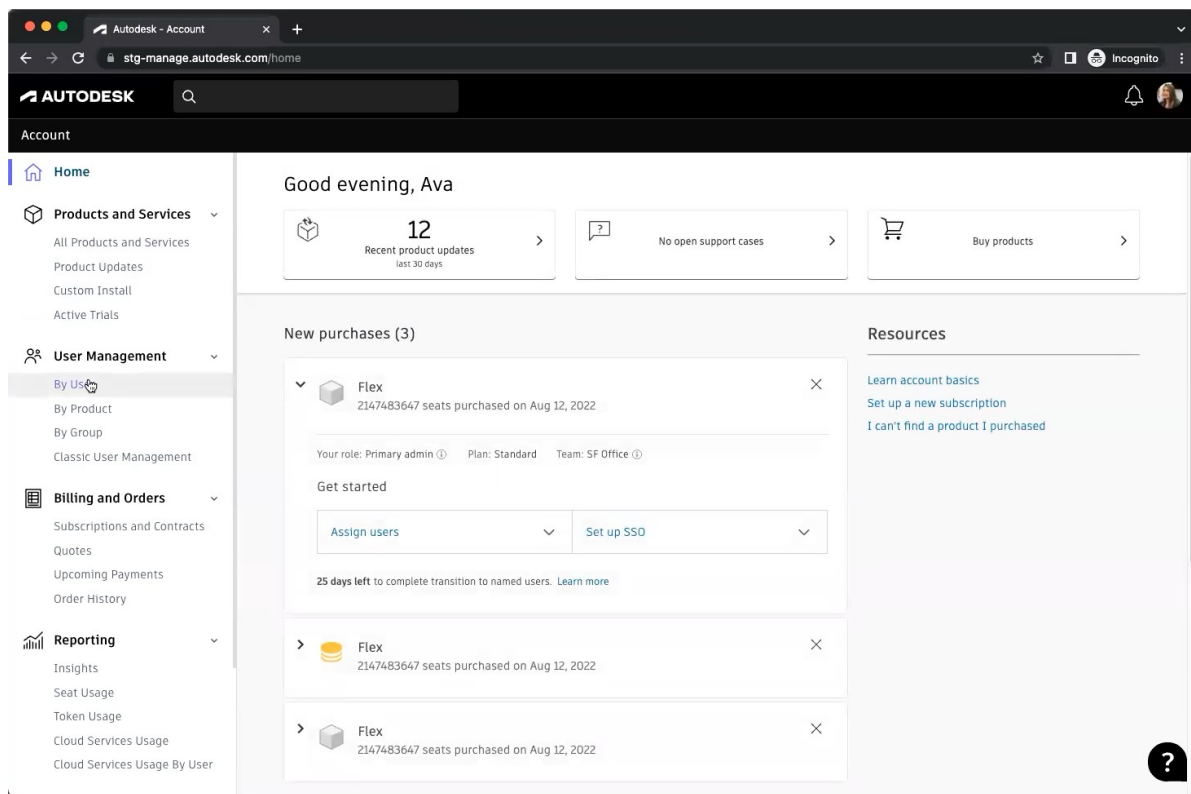 Autodesk - Account
stg-manage.autodesk.com/home
Incognito
AUTODESK
Account
Home
Products and Services
All Products and Services
Product Updates
Custom Install
Active Trials
User Management
By
By Product
By Group
Classic User Management
Billing and Orders
Subscriptions and Contracts
Quotes
Upcoming Payments
Order History
Reporting
Insights
Seat Usage
Token Usage
Cloud Services Usage
Cloud Services Usage By User
Good evening, Ava
12
Recent product updates
last 30 days
?
No open support cases
Buy products
New purchases (3)
Flex
2147483647 seats purchased on Aug 12, 2022
Your role: Primary admin Plan: Standard Team: SF Office
Get started
Assign users
Set up SSO
25 days left to complete transition to named users. Learn more
Flex
2147483647 seats purchased on Aug 12, 2022
Flex
2147483647 seats purchased on Aug 12, 2022
Resources
Learn account basics
Set up a new subscription
I can't find a product I purchased
?